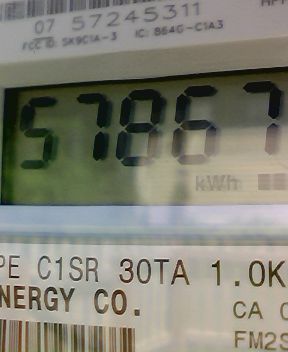 07 57245311
FCC ID: SK9C1A-3 IC: 864G-C1A3
57867
kWh
PE C1SR 30TA 1.0K
NERGY CO.
CA
FM2S